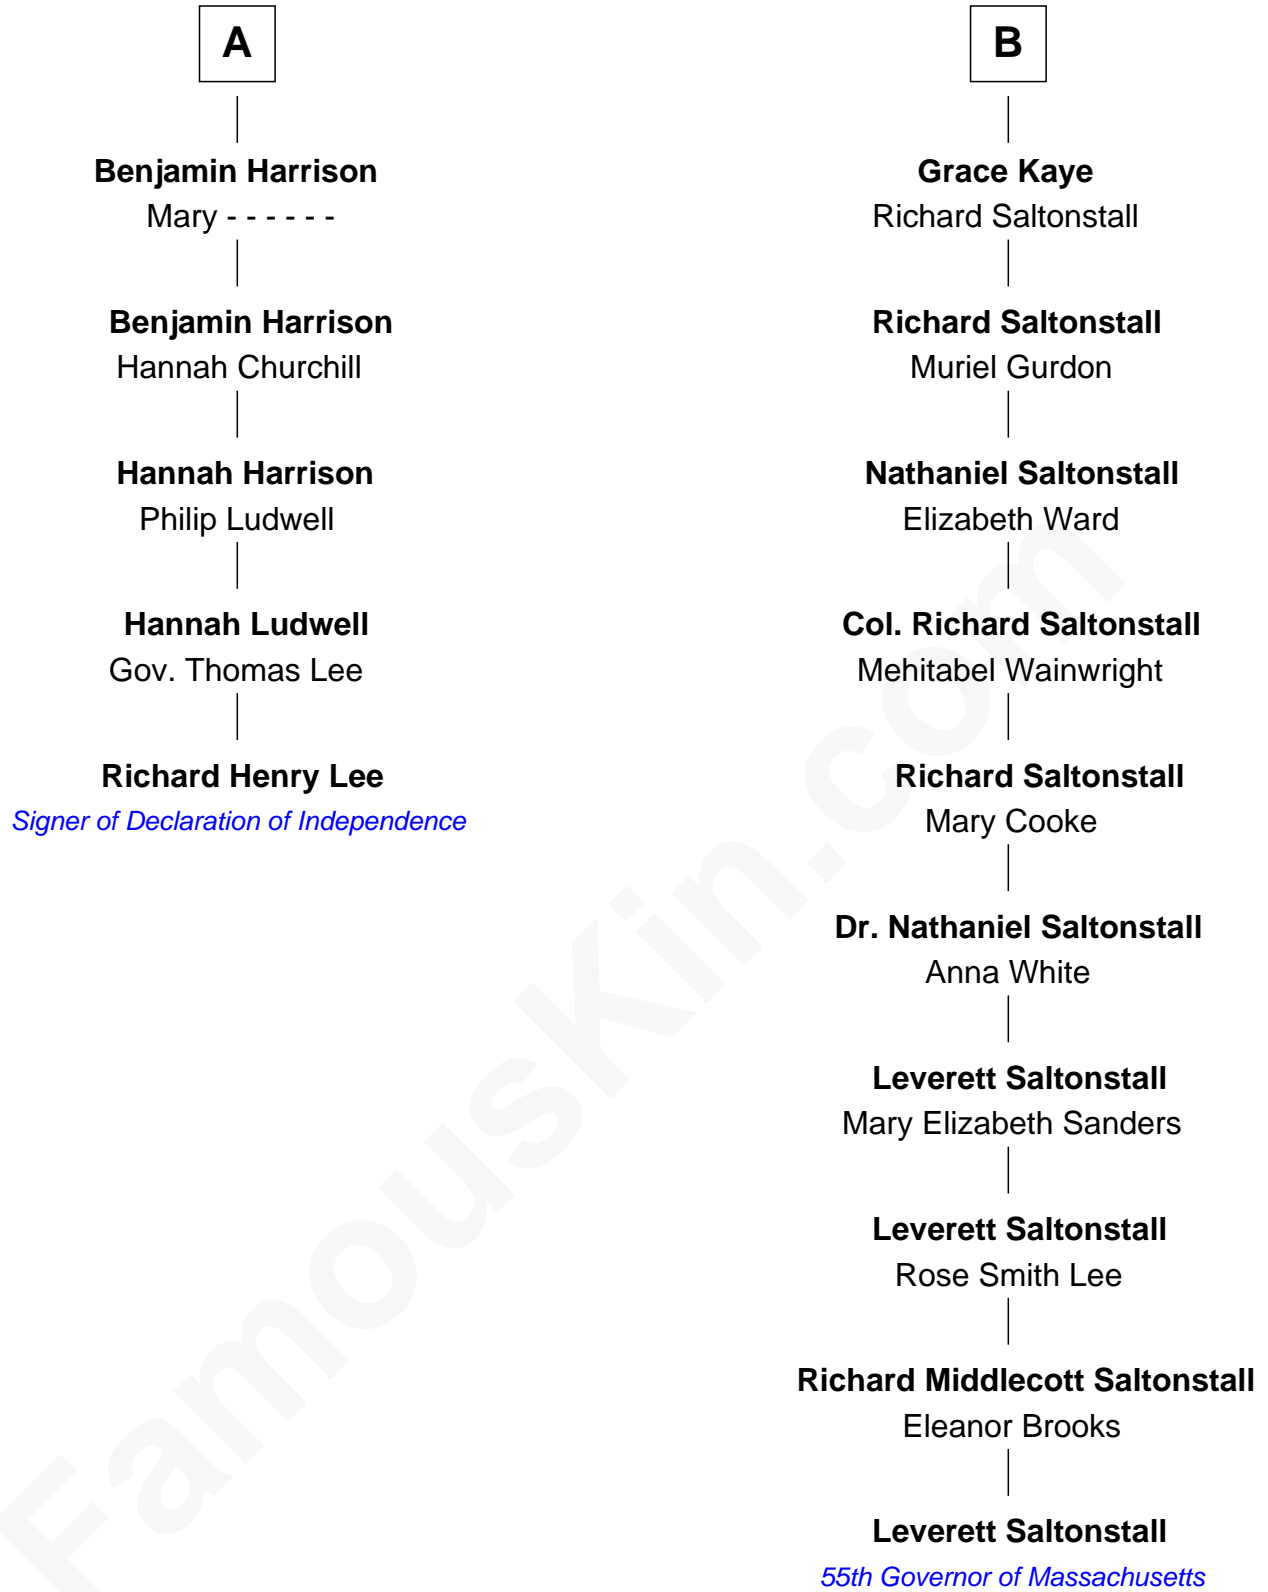 A
Benjamin Harrison
Mary - - - - - -
Benjamin Harrison
Hannah Churchill
Hannah Harrison
Philip Ludwell
Hannah Ludwell
Gov. Thomas Lee
Richard Henry Lee
Signer of Declaration of Independence
B
Grace Kaye
Richard Saltonstall
Richard Saltonstall
Muriel Gurdon
Nathaniel Saltonstall
Elizabeth Ward
Col. Richard Saltonstall
Mehitabel Wainwright
Richard Saltonstall
Mary Cooke
Dr. Nathaniel Saltonstall
Anna White
Leverett Saltonstall
Mary Elizabeth Sanders
Leverett Saltonstall
Rose Smith Lee
Richard Middlecott Saltonstall
Eleanor Brooks
Leverett Saltonstall
55th Governor of Massachusetts
FamousKin.com